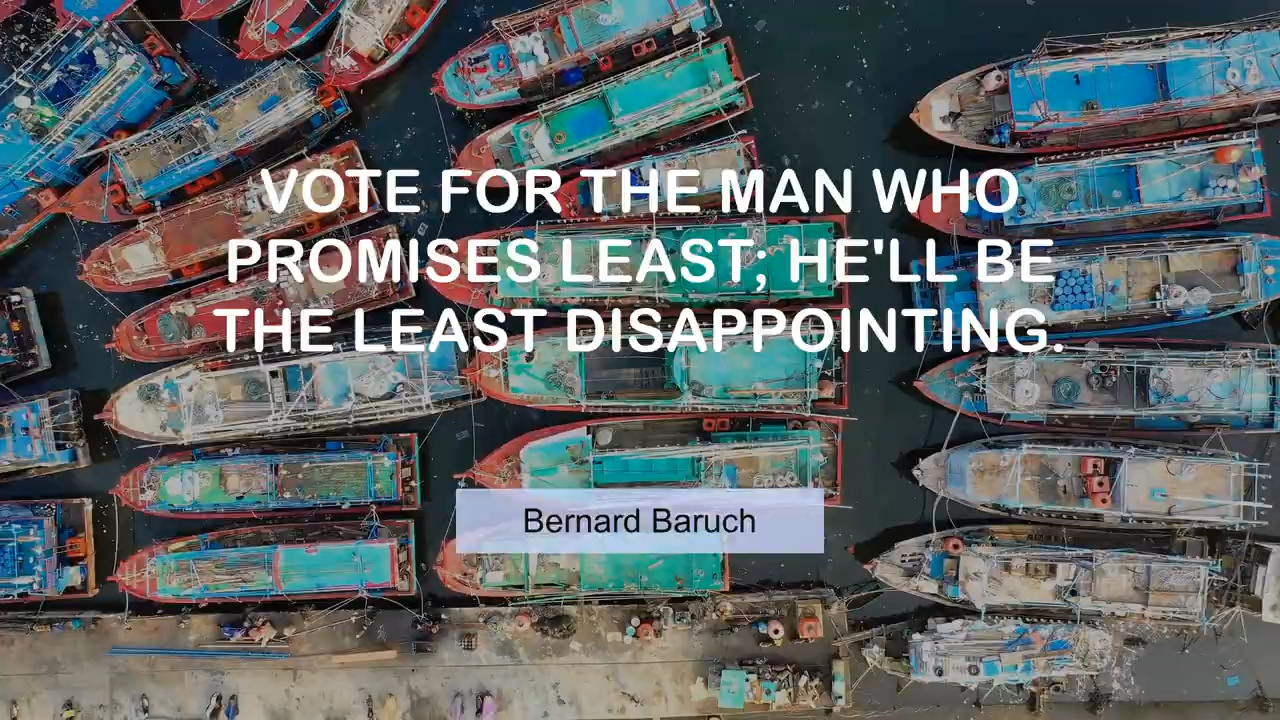 VOTE FOR THE MAN WHO
PROMISES LEAST; HE'LL BE
THE LEAST DISAPPOINTING.
Bernard Baruch